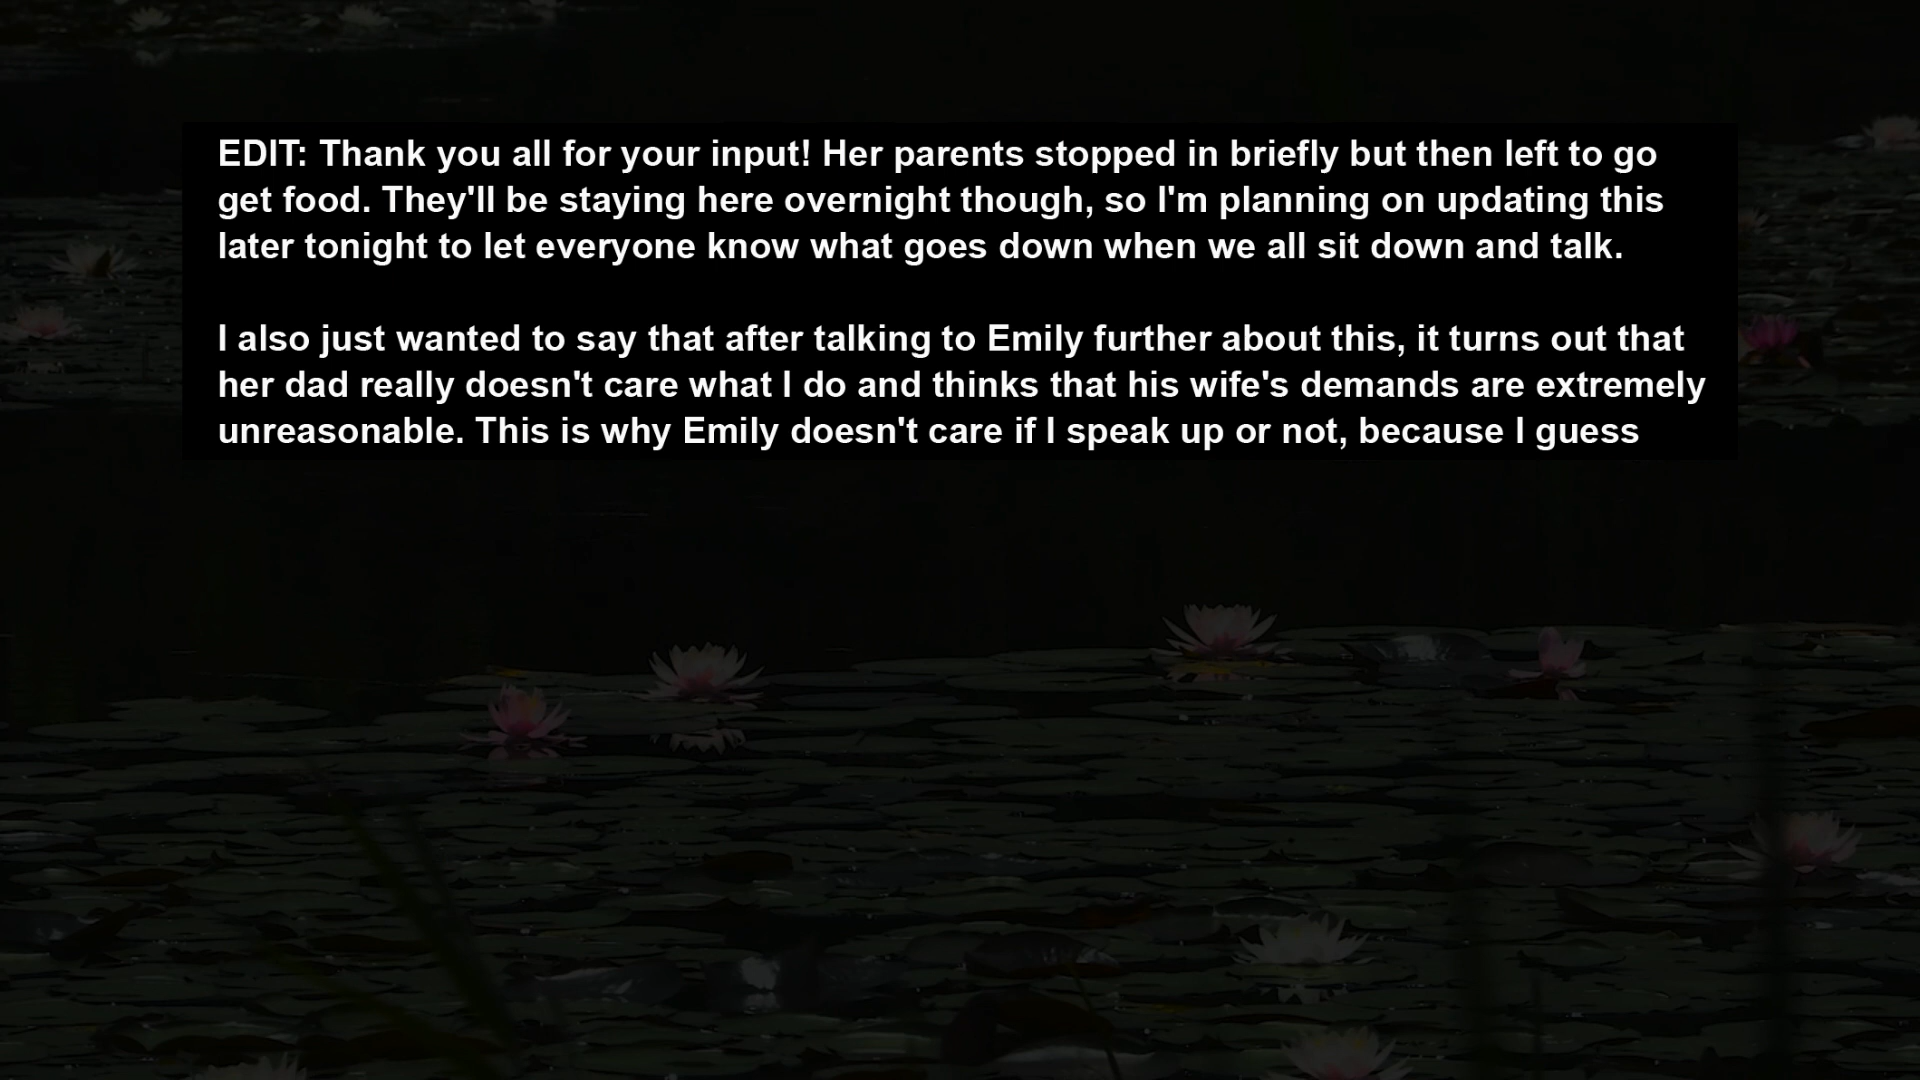 EDIT: Thank you all for your input! Her parents stopped in briefly but then left to go
get food. They'll be staying here overnight though, so I'm planning on updating this
later tonight to let everyone know what goes down when we all sit down and talk.
I also just wanted to say that after talking to Emily further about this, it turns out that
her dad really doesn't care what I do and thinks that his wife's demands are extremely
unreasonable. This is why Emily doesn't care if I speak up or not, because I guess